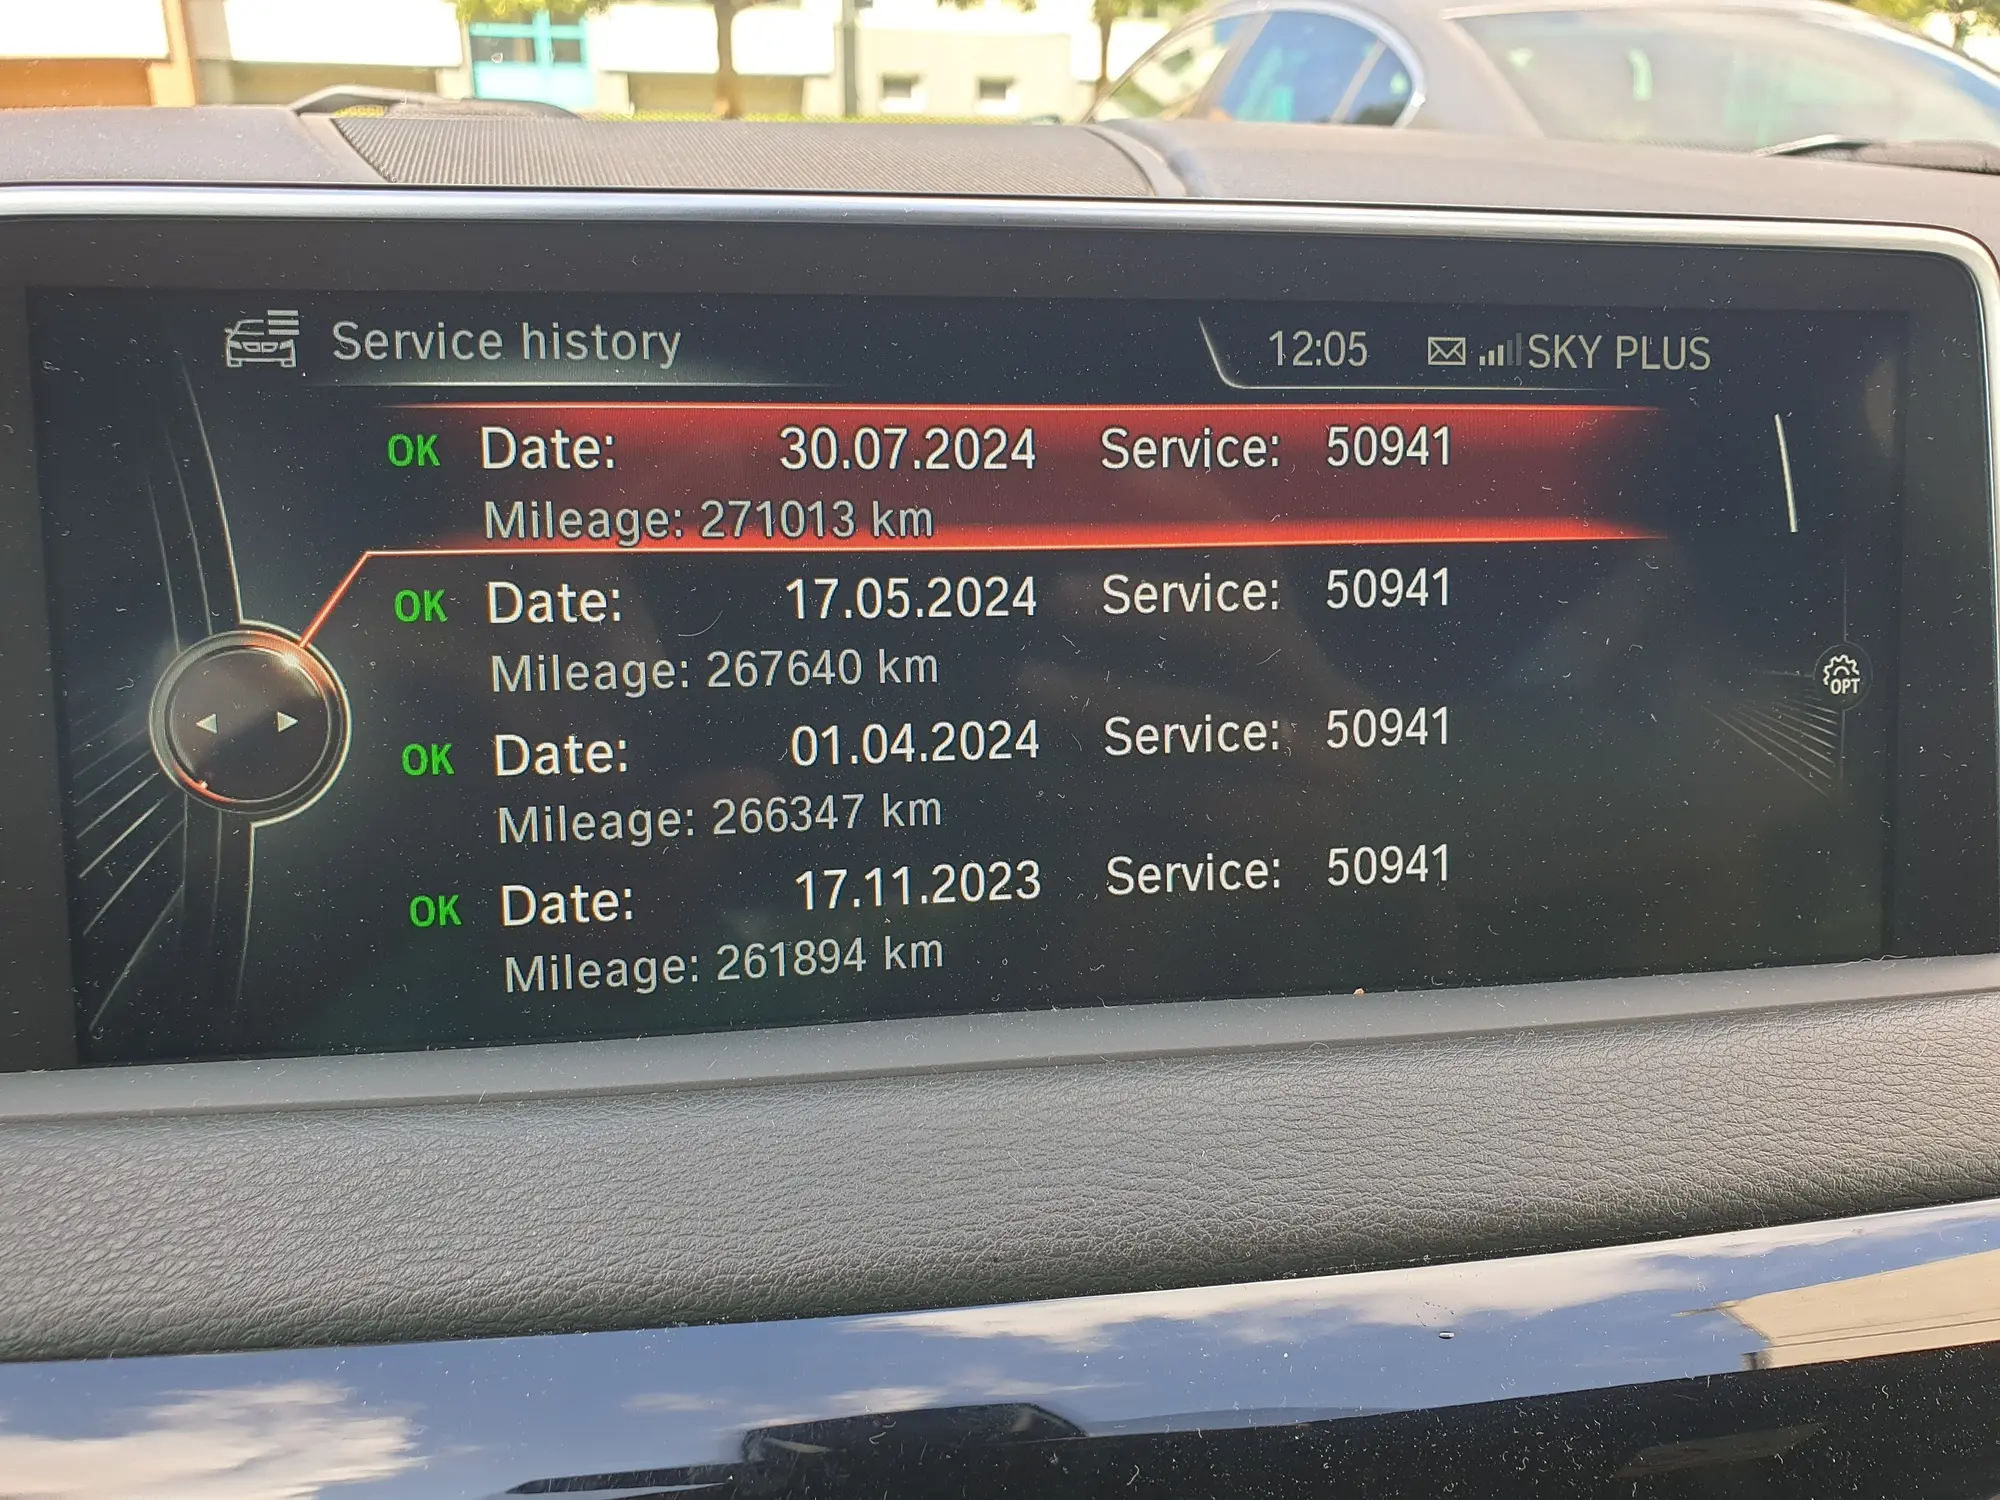 Service history
12:05 SKY PLUS
OK Date: 30.07.2024 Service: 50941
Mileage: 271013 km
OK Date: 17.05.2024 Service: 50941
Mileage: 267640 km
OPT
OK Date: 01.04.2024 Service: 50941
Mileage: 266347 km
OK Date: 17.11.2023 Service: 50941
Mileage: 261894 km